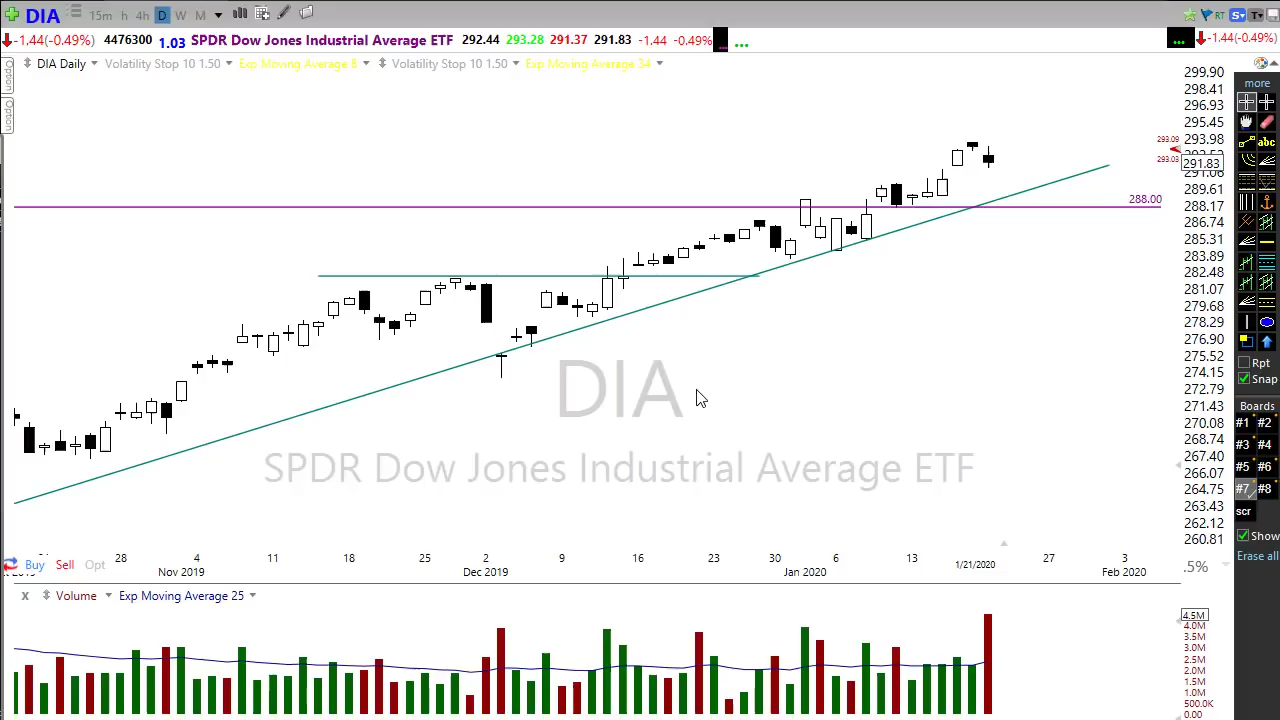 DIA 15m h 4h D W M RT S T
-1.44(-0.49%) 4476300 1.03 SPDR Dow Jones Industrial Average ETF 292.44 293.28 291.37 291.83 -1.44 -0.49% ... ... -1.44(-0.49%)
DIA Daily Volatility Stop 10 1.50 Exp Moving Average 8 Volatility Stop 10 1.50 Exp Moving Average 34
Option
Option
299.90
298.41
296.93
295.45
293.98
293.09
293.03
291.83
291.06
289.61
288.00
288.17
286.74
285.31
283.89
282.48
281.07
279.68
278.29
276.90
275.52
274.15
272.79
271.43
270.08
268.74
267.40
266.07
264.75
263.43
262.12
260.81
DIA
SPDR Dow Jones Industrial Average ETF
more
abc
Rpt
Snap
Boards
#1 #2
#3 #4
#5 #6
#7 #8
scr
Show
Erase all
28 4 11 18 25 2 9 16 23 30 6 13 1/21/2020 27 3
Buy Sell Opt .5%
Nov 2019 Dec 2019 Jan 2020 Feb 2020
x Volume Exp Moving Average 25
4.5M
4.0M
3.5M
3.0M
2.5M
2.0M
1.5M
1.0M
500.0K
0.00